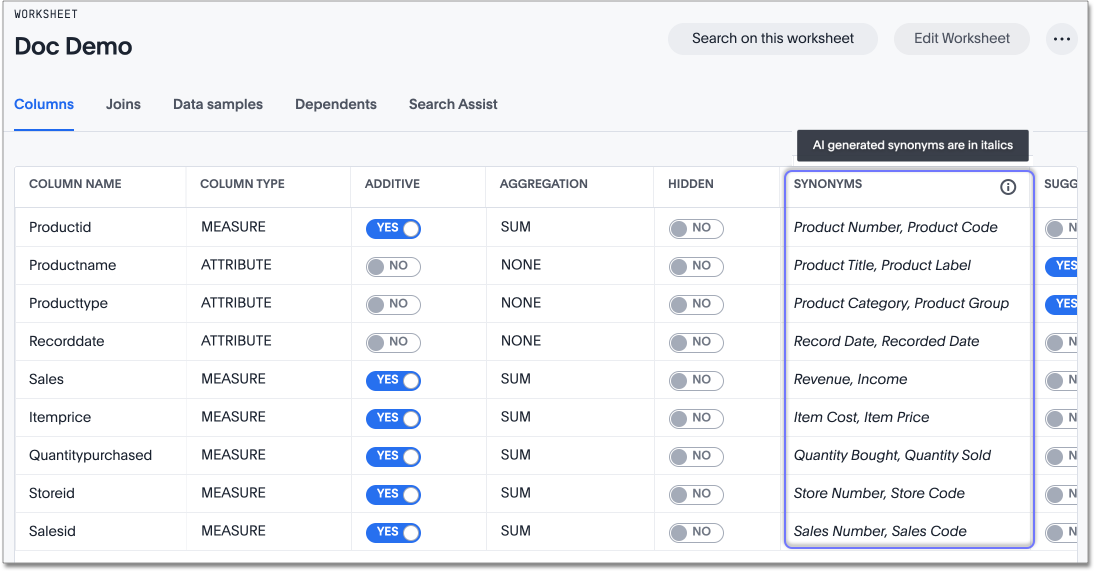 WORKSHEET
Doc Demo
Search on this worksheet Edit Worksheet
Columns Joins Data samples Dependents Search Assist
AI generated synonyms are in italics
COLUMN NAME COLUMN TYPE ADDITIVE AGGREGATION HIDDEN SYNONYMS SUGG
Productid MEASURE YES SUM NO Product Number, Product Code N
Productname ATTRIBUTE NO NONE NO Product Title, Product Label YES
Producttype ATTRIBUTE NO NONE NO Product Category, Product Group YES
Recorddate ATTRIBUTE NO NONE NO Record Date, Recorded Date N
Sales MEASURE YES SUM NO Revenue, Income N
Itemprice MEASURE YES SUM NO Item Cost, Item Price N
Quantitypurchased MEASURE YES SUM NO Quantity Bought, Quantity Sold N
Storeid MEASURE YES SUM NO Store Number, Store Code N
Salesid MEASURE YES SUM NO Sales Number, Sales Code N